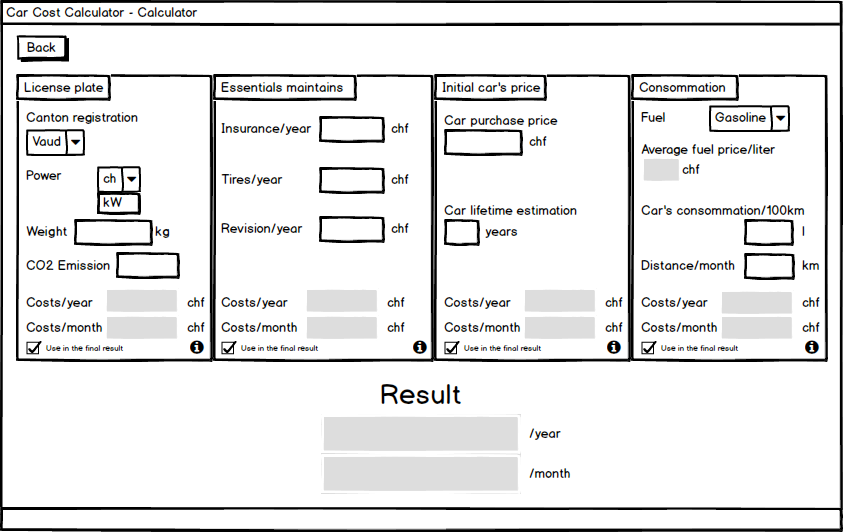 Car Cost Calculator - Calculator
Back
License plate
Canton registration
Vaud
Power
ch
kW
Weight kg
CO2 Emission
Costs/year chf
Costs/month chf
Use in the final result
Essentials maintains
Insurance/year chf
Tires/year chf
Revision/year chf
Costs/year chf
Costs/month chf
Use in the final result
Initial car's price
Car purchase price
chf
Car lifetime estimation
years
Costs/year chf
Costs/month chf
Use in the final result
Consommation
Fuel Gasoline
Average fuel price/liter
chf
Car's consommation/100km
l
Distance/month km
Costs/year chf
Costs/month chf
Use in the final result
Result
/year
/month